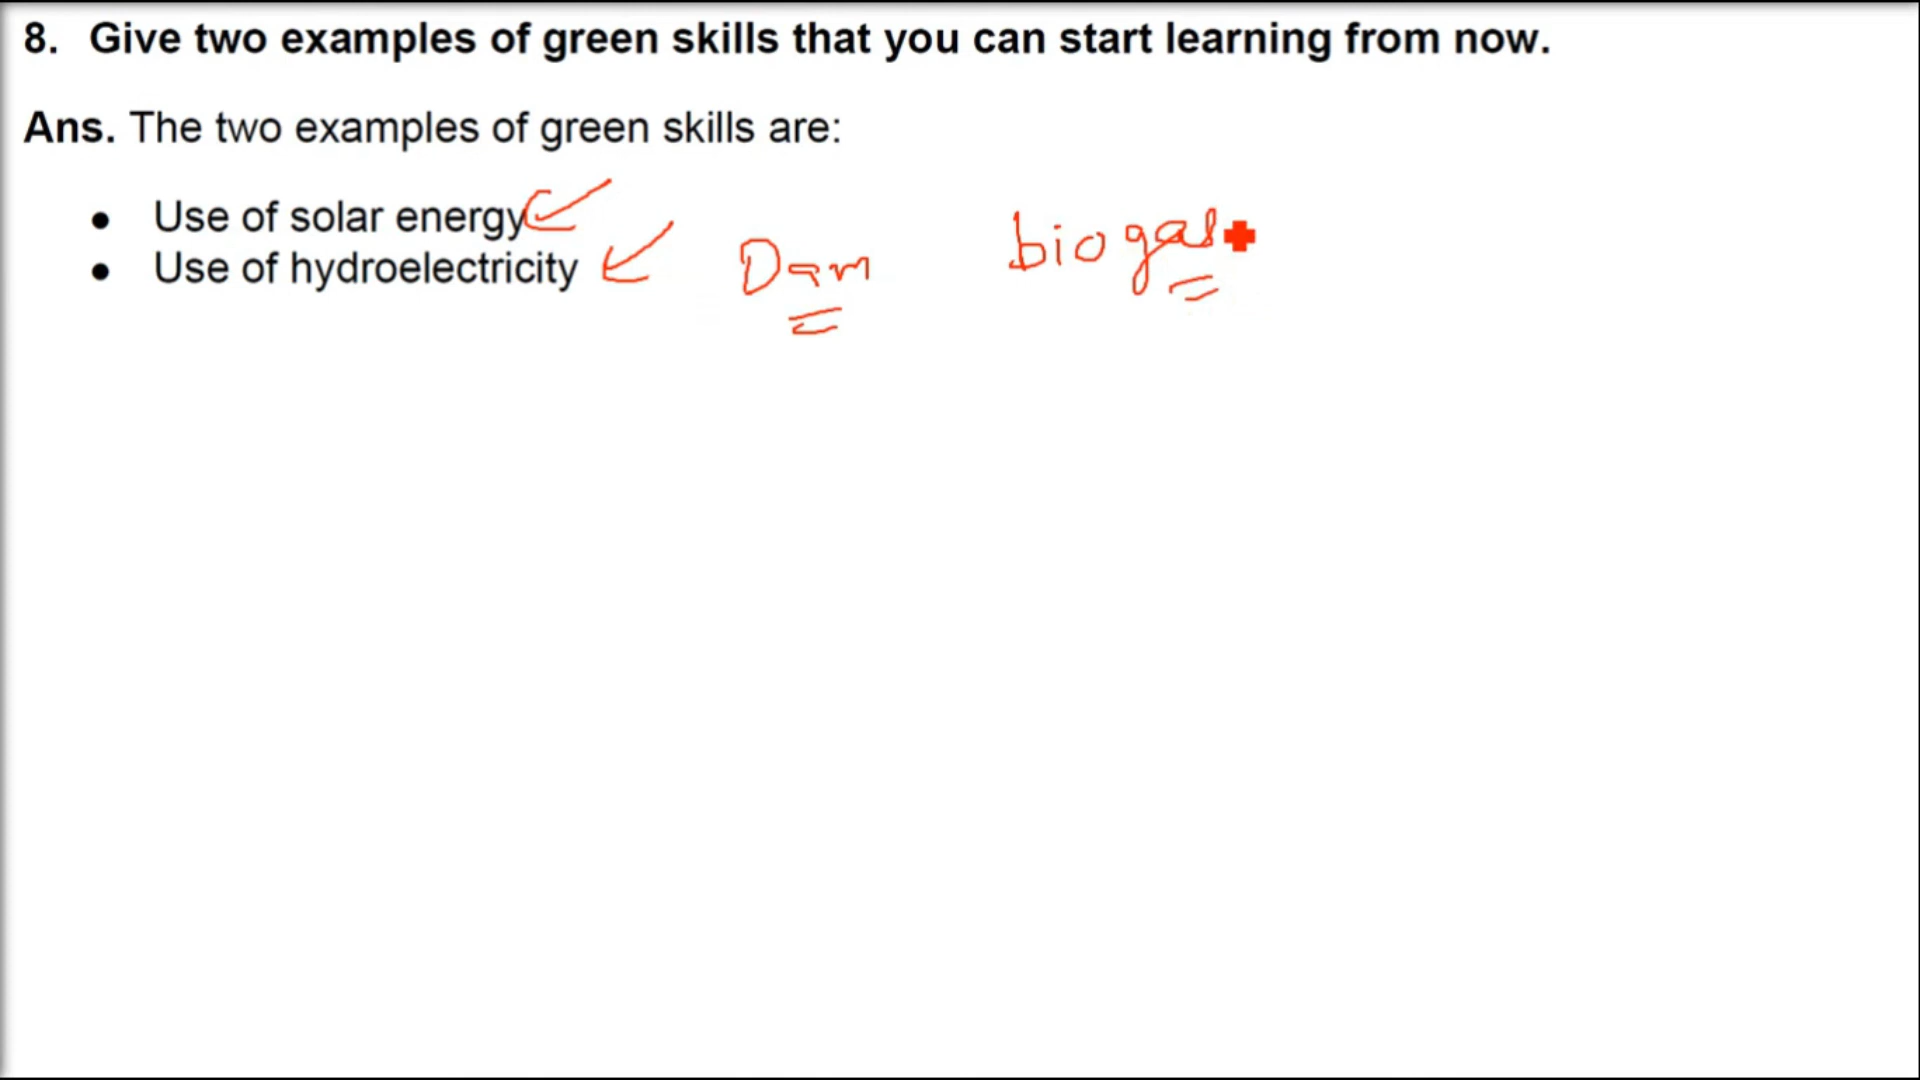 8. Give two examples of green skills that you can start learning from now.
Ans. The two examples of green skills are:
● Use of solar energy
● Use of hydroelectricity Dam biogas